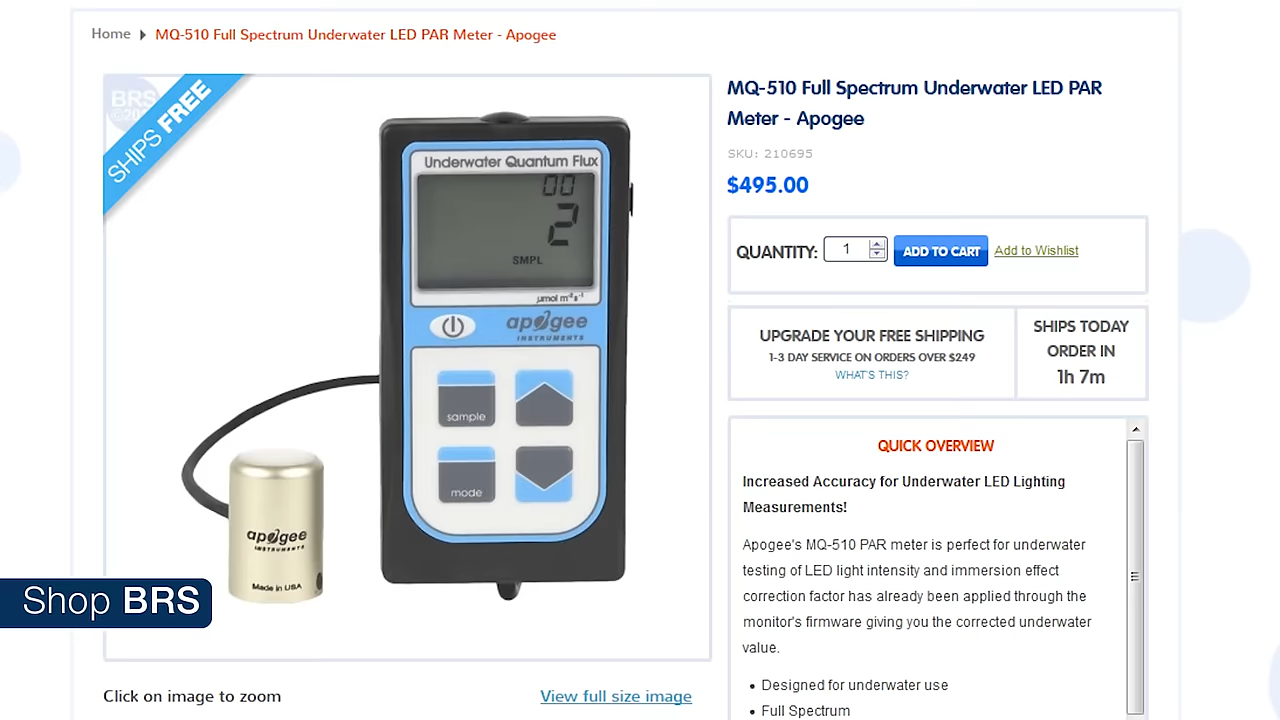 Home MQ-510 Full Spectrum Underwater LED PAR Meter - Apogee
BRS
SHIPS FREE
Underwater Quantum Flux
00
2
SMPL
µmol m⁻²s⁻¹
apogee
INSTRUMENTS
sample
mode
apogee
INSTRUMENTS
Made in USA
Shop BRS
Click on image to zoom
View full size image
MQ-510 Full Spectrum Underwater LED PAR
Meter - Apogee
SKU: 210695
$495.00
QUANTITY: 1 ADD TO CART Add to Wishlist
UPGRADE YOUR FREE SHIPPING
1-3 DAY SERVICE ON ORDERS OVER $249
WHAT'S THIS?
SHIPS TODAY
ORDER IN
1h 7m
QUICK OVERVIEW
Increased Accuracy for Underwater LED Lighting
Measurements!
Apogee's MQ-510 PAR meter is perfect for underwater
testing of LED light intensity and immersion effect
correction factor has already been applied through the
monitor's firmware giving you the corrected underwater
value.
• Designed for underwater use
• Full Spectrum